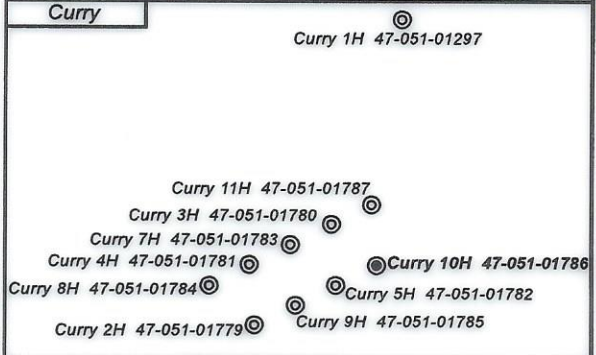 Curry
Curry 1H 47-051-01297
Curry 11H 47-051-01787
Curry 3H 47-051-01780
Curry 7H 47-051-01783
Curry 4H 47-051-01781
Curry 10H 47-051-01786
Curry 8H 47-051-01784
Curry 5H 47-051-01782
Curry 9H 47-051-01785
Curry 2H 47-051-01779